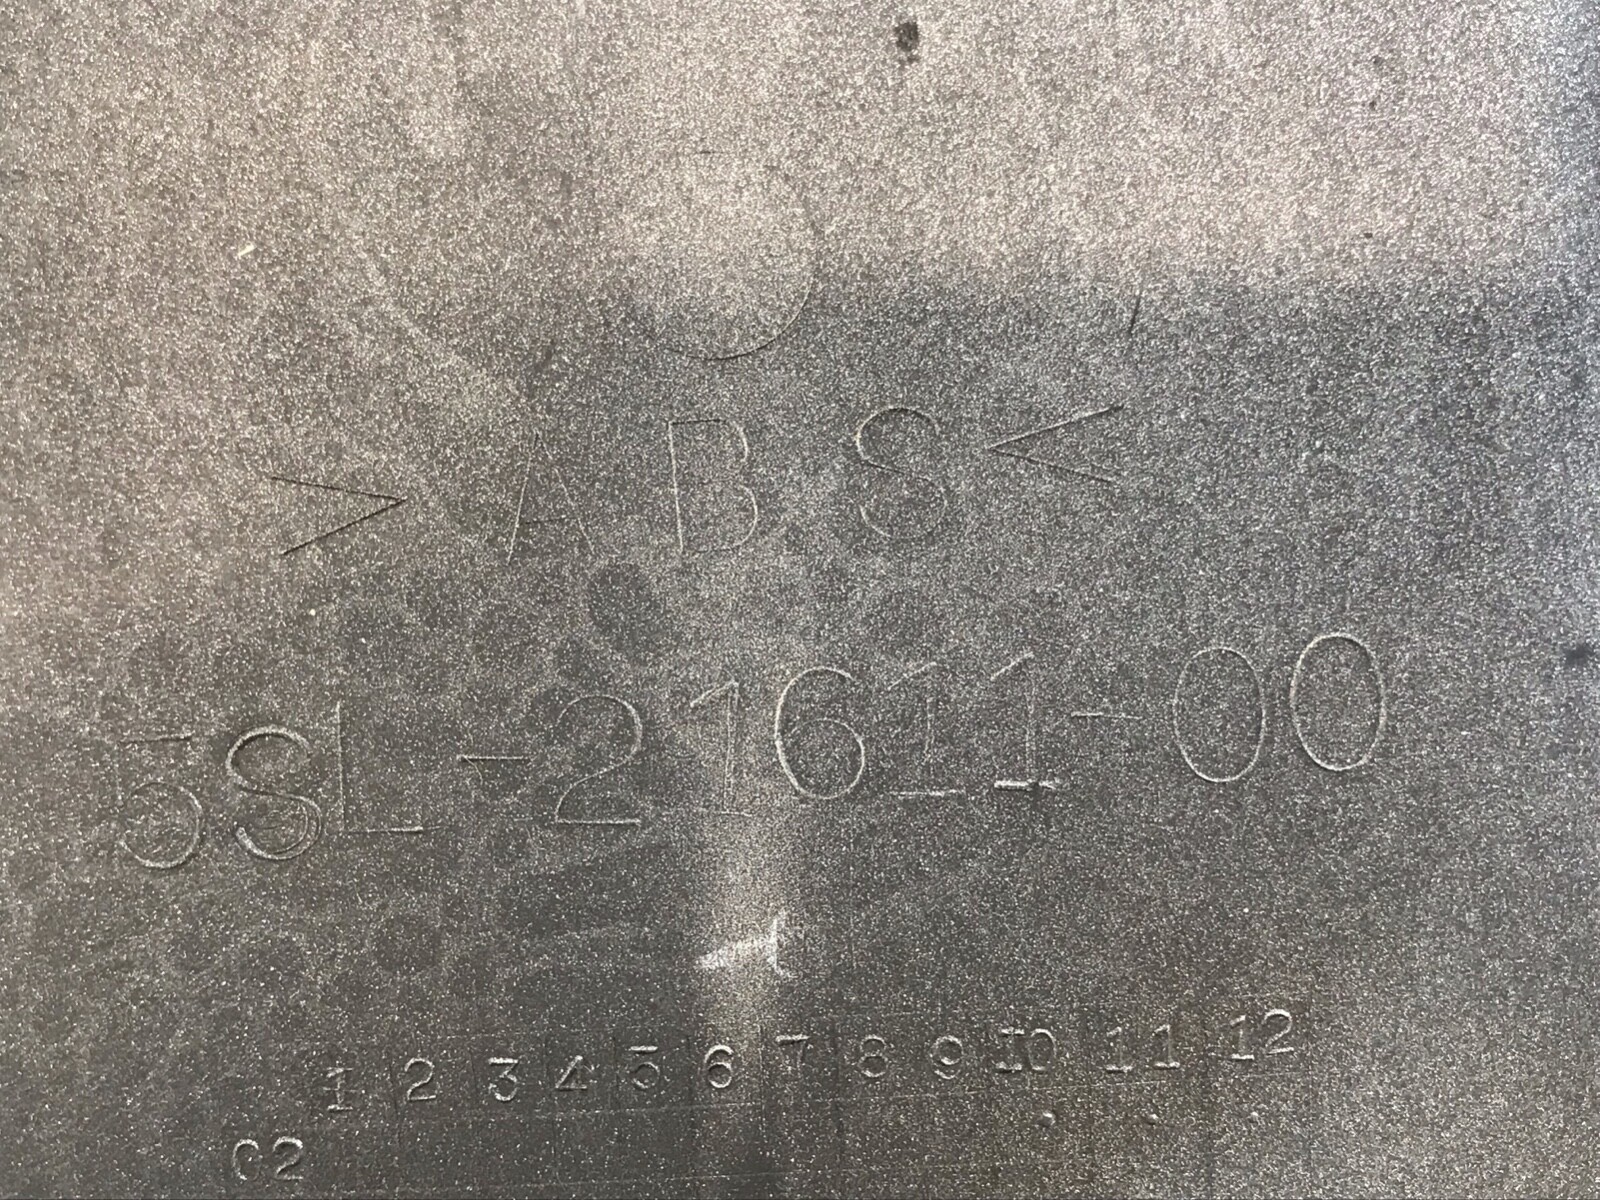 >ABS<
5SL-21611-00
1 2 3 4 5 6 7 8 9 10 11 12
02